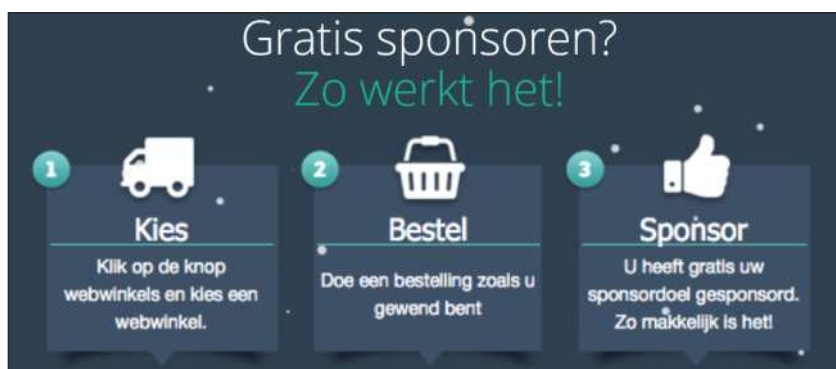 Gratis sponsoren?
Zo werkt het!
1
Kies
Klik op de knop
webwinkels en kies een
webwinkel.
2
Bestel
Doe een bestelling zoals u
gewend bent
3
Sponsor
U heeft gratis uw
sponsordoel gesponsord.
Zo makkelijk is het!